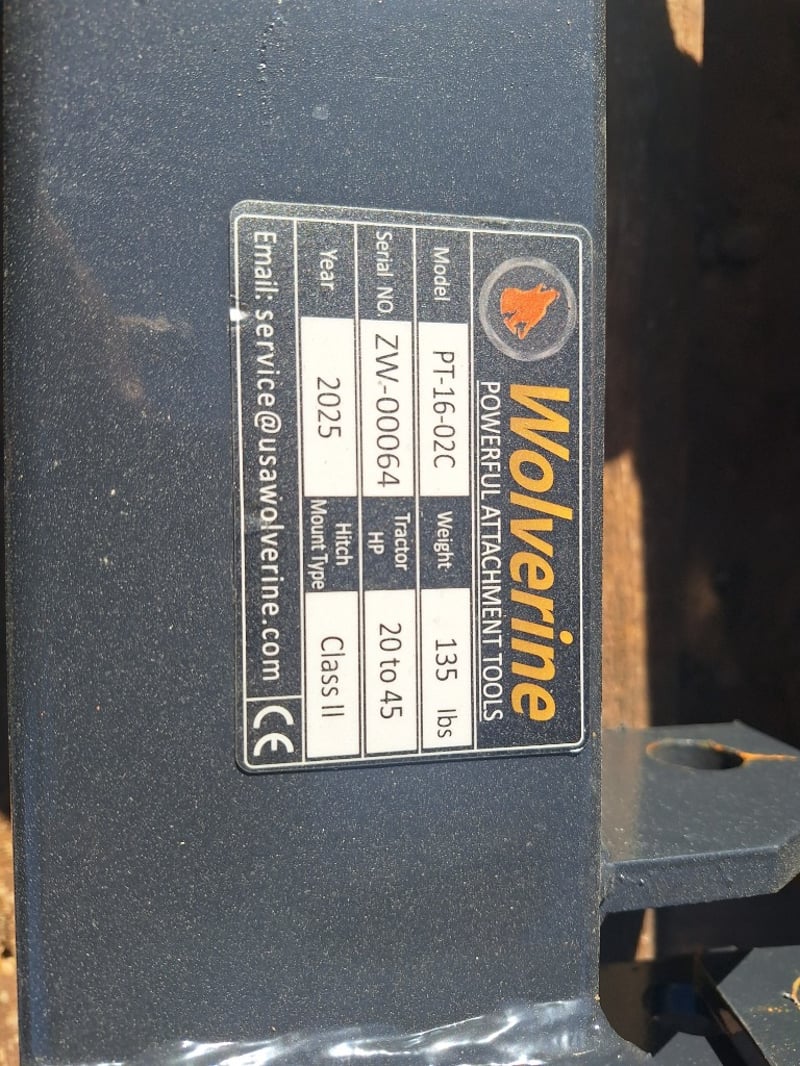 Wolverine
POWERFUL ATTACHMENT TOOLS
Model PT-16-02C Weight 135 lbs
Serial NO. ZW-00064 Tractor HP 20 to 45
Year 2025 Hitch Mount Type Class II
Email: service@usawolverine.com CE